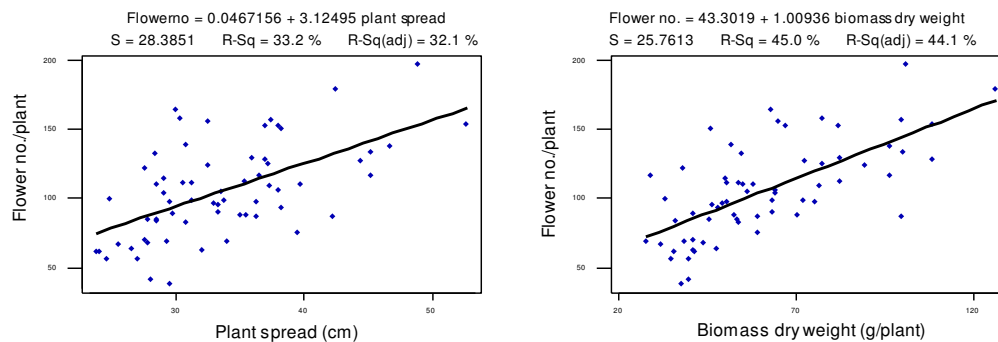 Flowerno = 0.0467156 + 3.12495 plant spread
S = 28.3851 R-Sq = 33.2 % R-Sq(adj) = 32.1 %
200
150
100
50
Flower no./plant
30 40 50
Plant spread (cm)
Flower no. = 43.3019 + 1.00936 biomass dry weight
S = 25.7613 R-Sq = 45.0 % R-Sq(adj) = 44.1 %
200
150
100
50
Flower no./plant
20 70 120
Biomass dry weight (g/plant)